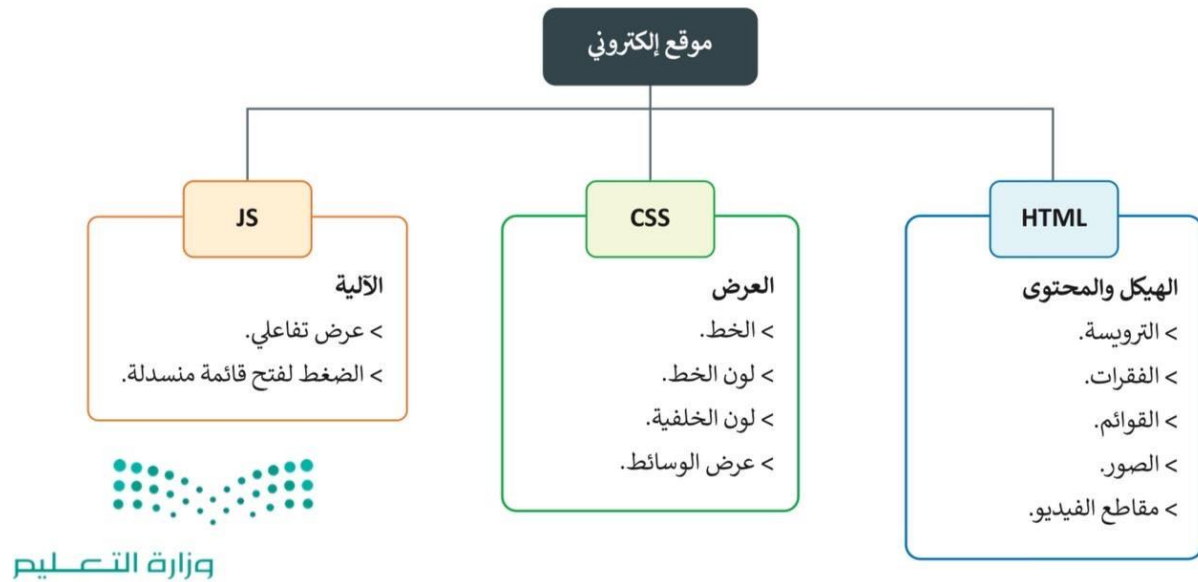 موقع إلكتروني
HTML
الهيكل والمحتوى
> الترويسة.
> الفقرات.
> القوائم.
> الصور.
> مقاطع الفيديو.
CSS
العرض
> الخط.
> لون الخط.
> لون الخلفية.
> عرض الوسائط.
JS
الآلية
> عرض تفاعلي.
> الضغط لفتح قائمة منسدلة.
وزارة التعليم